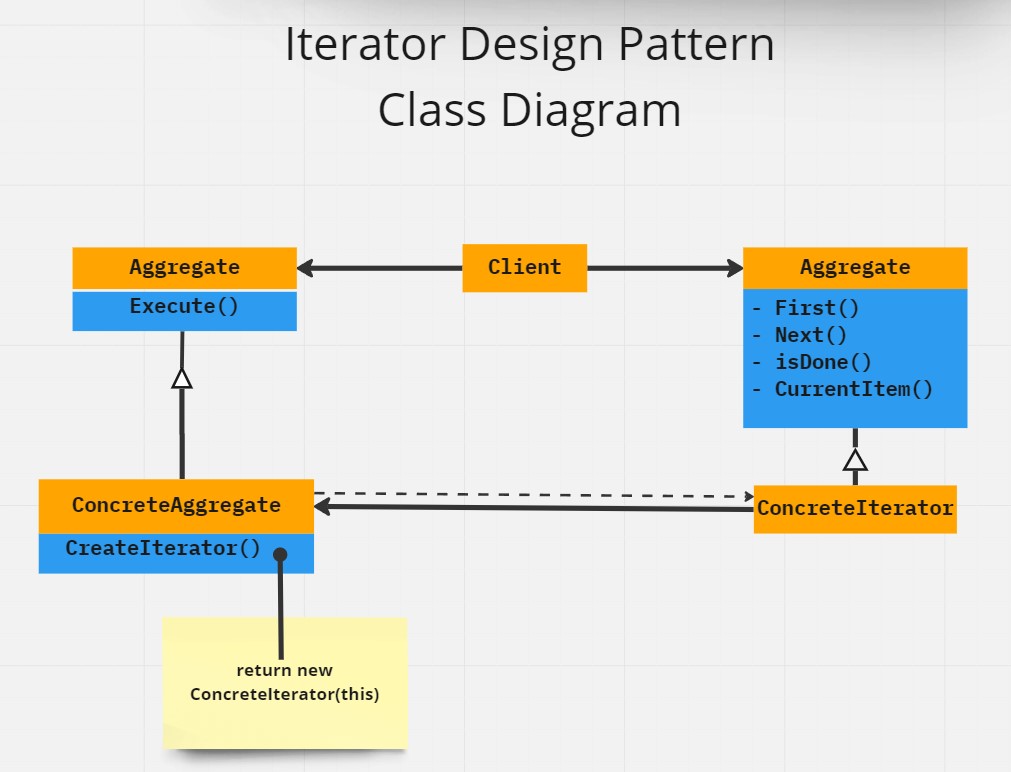 Iterator Design Pattern
Class Diagram
Aggregate
Client
Aggregate
Execute()
- First()
- Next()
- isDone()
- CurrentItem()
ConcreteAggregate
ConcreteIterator
CreateIterator()
return new
ConcreteIterator(this)